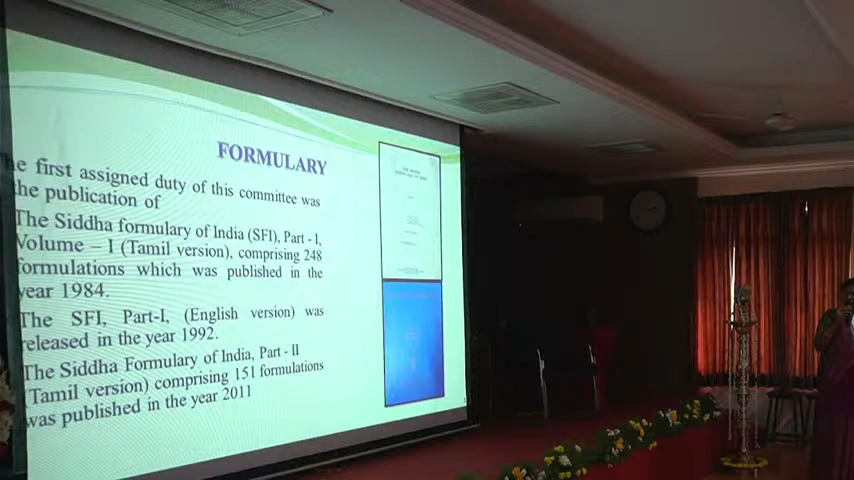 FORMULARY
The first assigned duty of this committee was
the publication of
The Siddha formulary of India (SFI), Part - I,
Volume – I (Tamil version), comprising 248
formulations which was published in the
year 1984.
The SFI, Part-I, (English version) was
released in the year 1992.
The Siddha Formulary of India, Part - II
(Tamil version) comprising 151 formulations
was published in the year 2011